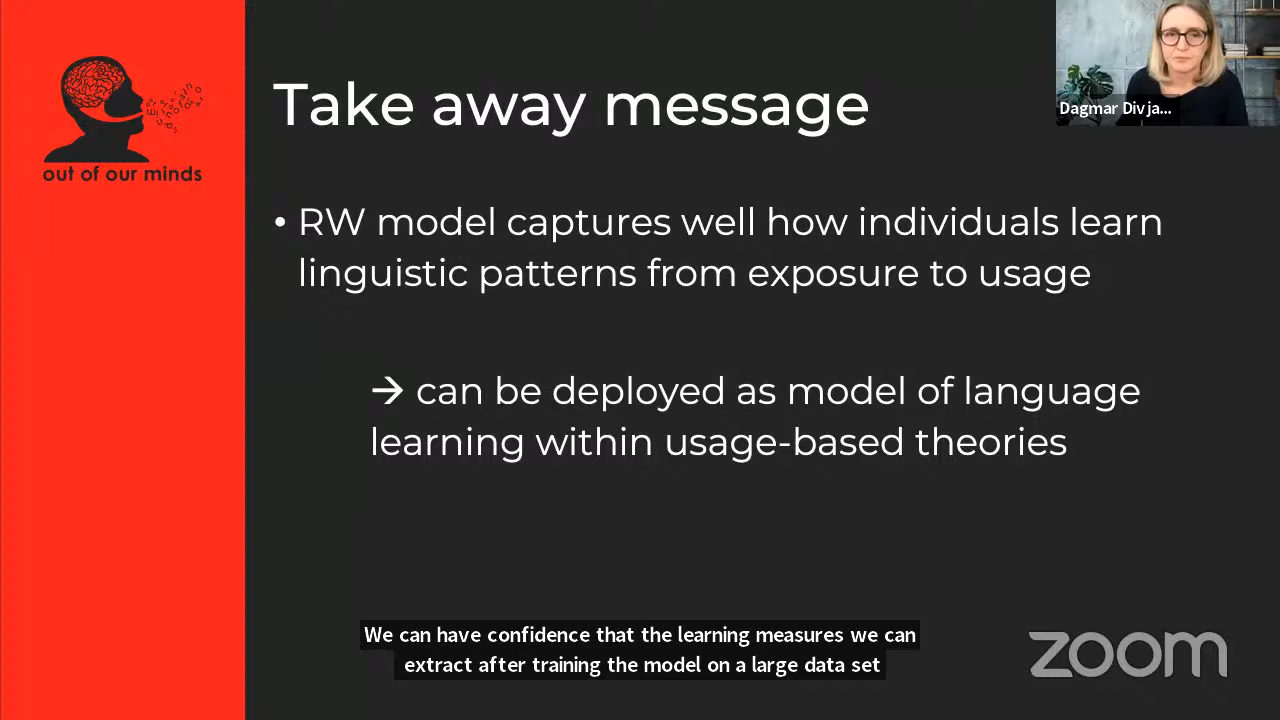 Take away message
Dagmar Divja...
out of our minds
• RW model captures well how individuals learn
linguistic patterns from exposure to usage
→ can be deployed as model of language
learning within usage-based theories
We can have confidence that the learning measures we can
extract after training the model on a large data set
zoom